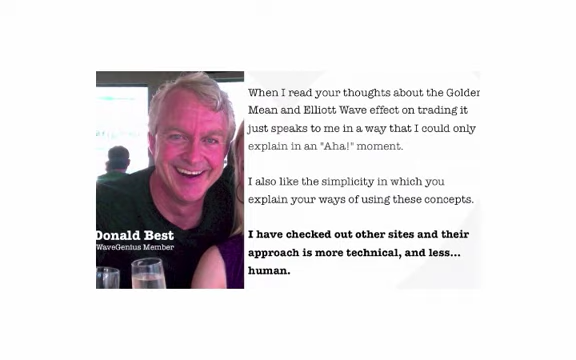 When I read your thoughts about the Golden
Mean and Elliott Wave effect on trading it
just speaks to me in a way that I could only
explain in an "Aha!" moment.
I also like the simplicity in which you
explain your ways of using these concepts.
I have checked out other sites and their
approach is more technical, and less...
human.
Donald Best
WaveGenius Member